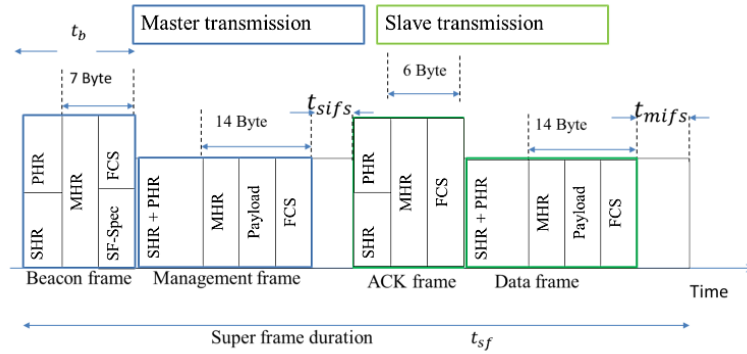 t_b
Master transmission
Slave transmission
7 Byte
14 Byte
t_sifs
6 Byte
14 Byte
t_mifs
SHR
PHR
MHR
SF-Spec
FCS
SHR + PHR
MHR
Payload
FCS
SHR
PHR
MHR
FCS
SHR + PHR
MHR
Payload
FCS
Beacon frame
Management frame
ACK frame
Data frame
Time
Super frame duration
t_sf